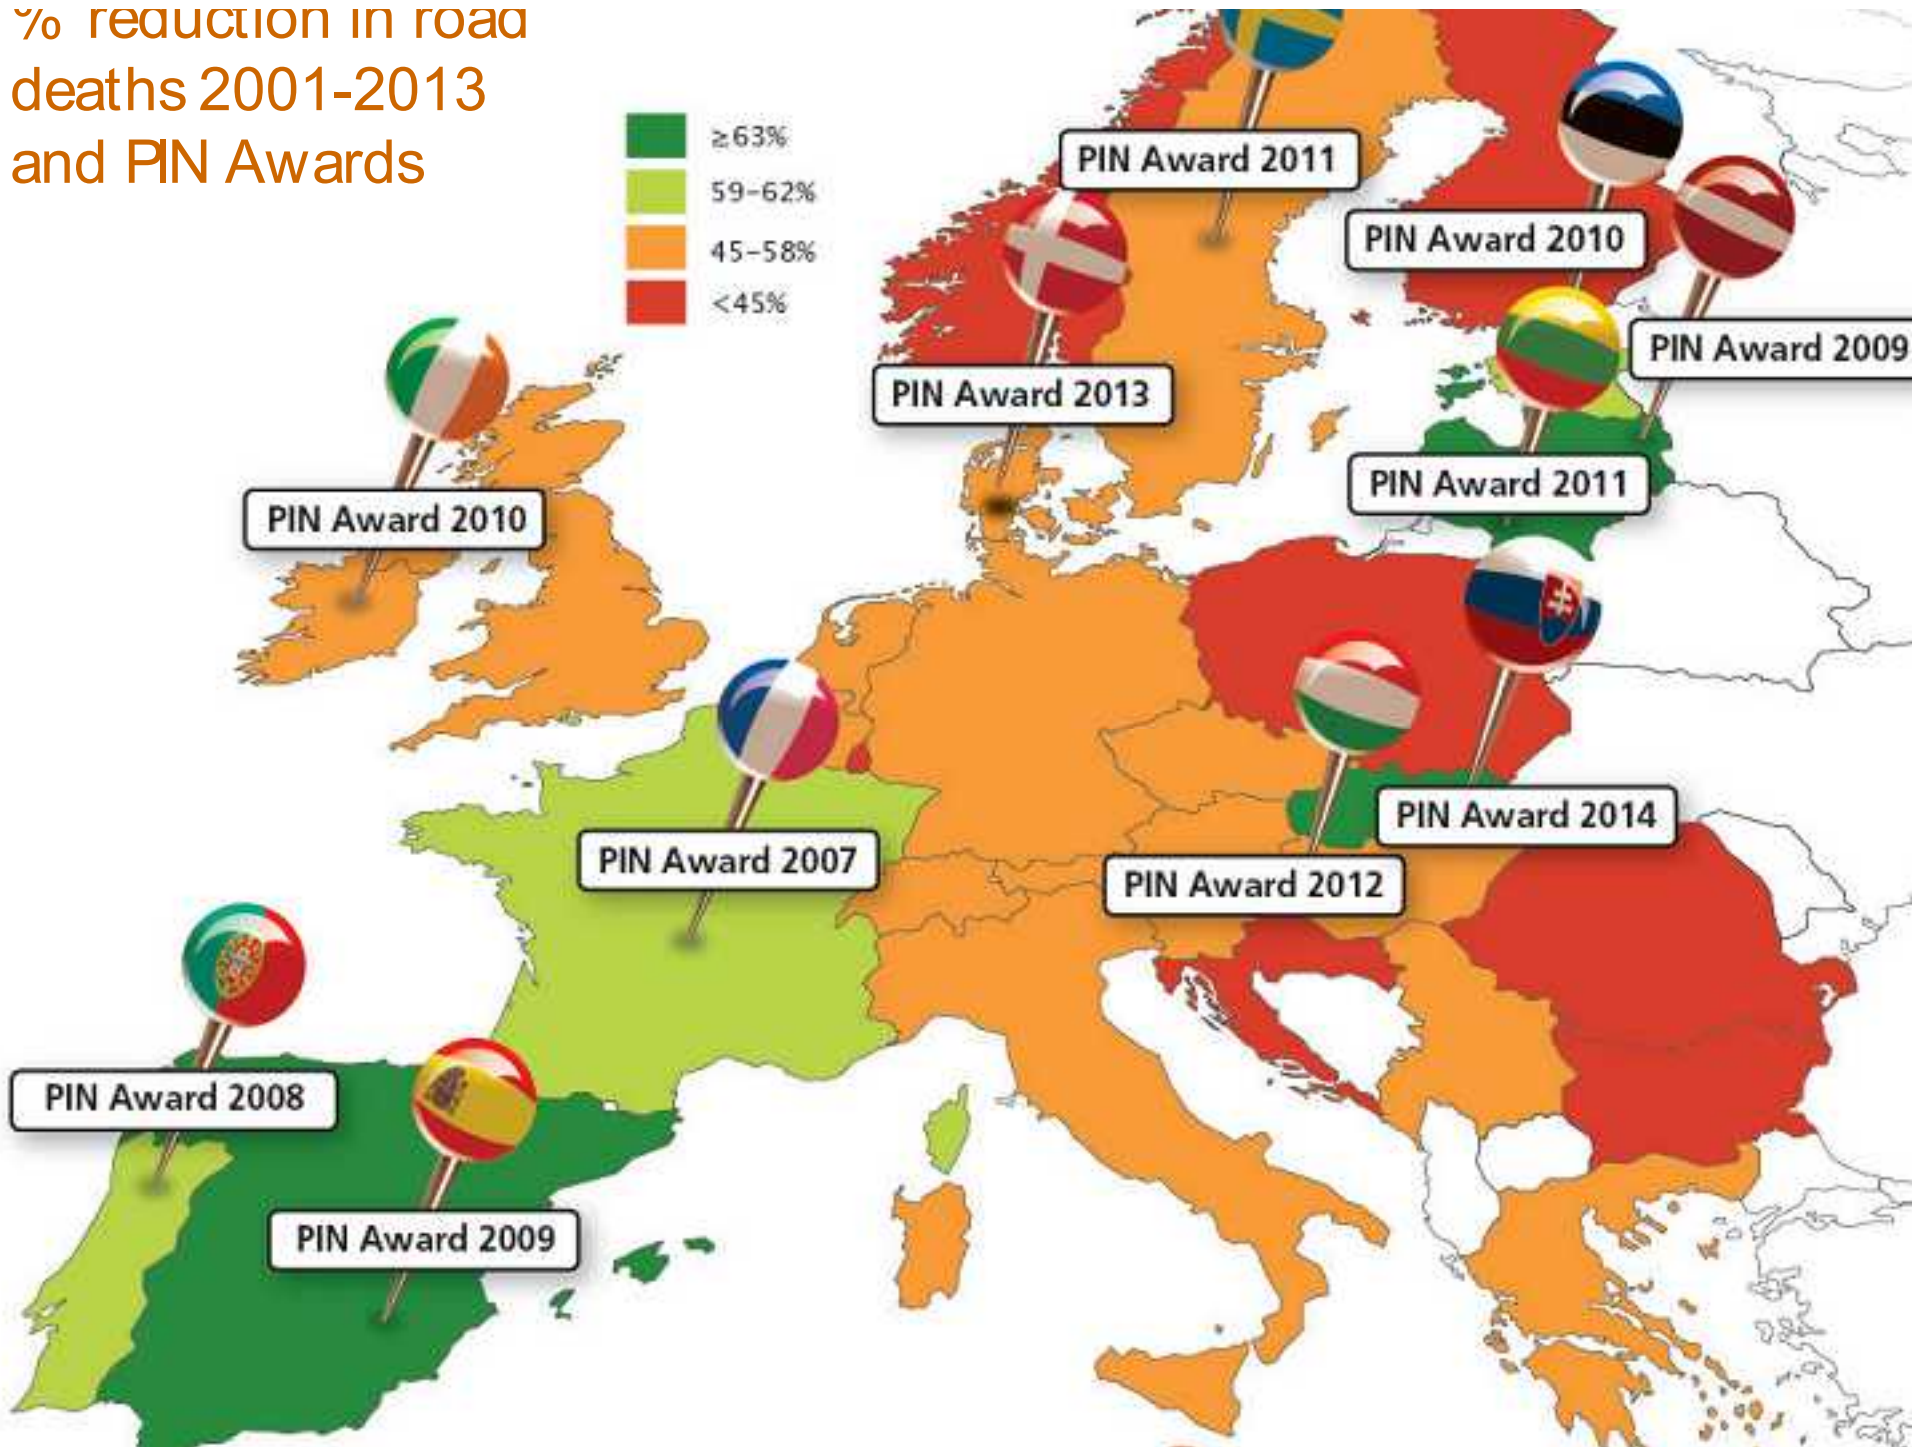 % reduction in road
deaths 2001-2013
and PIN Awards
≥63%
59-62%
45-58%
<45%
PIN Award 2011
PIN Award 2010
PIN Award 2009
PIN Award 2013
PIN Award 2011
PIN Award 2010
PIN Award 2014
PIN Award 2007
PIN Award 2012
PIN Award 2008
PIN Award 2009